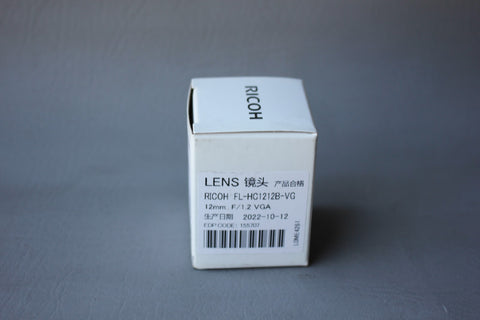 RICOH
LENS 镜头 产品合格
RICOH FL-HC1212B-VG
12mm F/1.2 VGA
生产日期 2022-10-12
EDP CODE: 155707